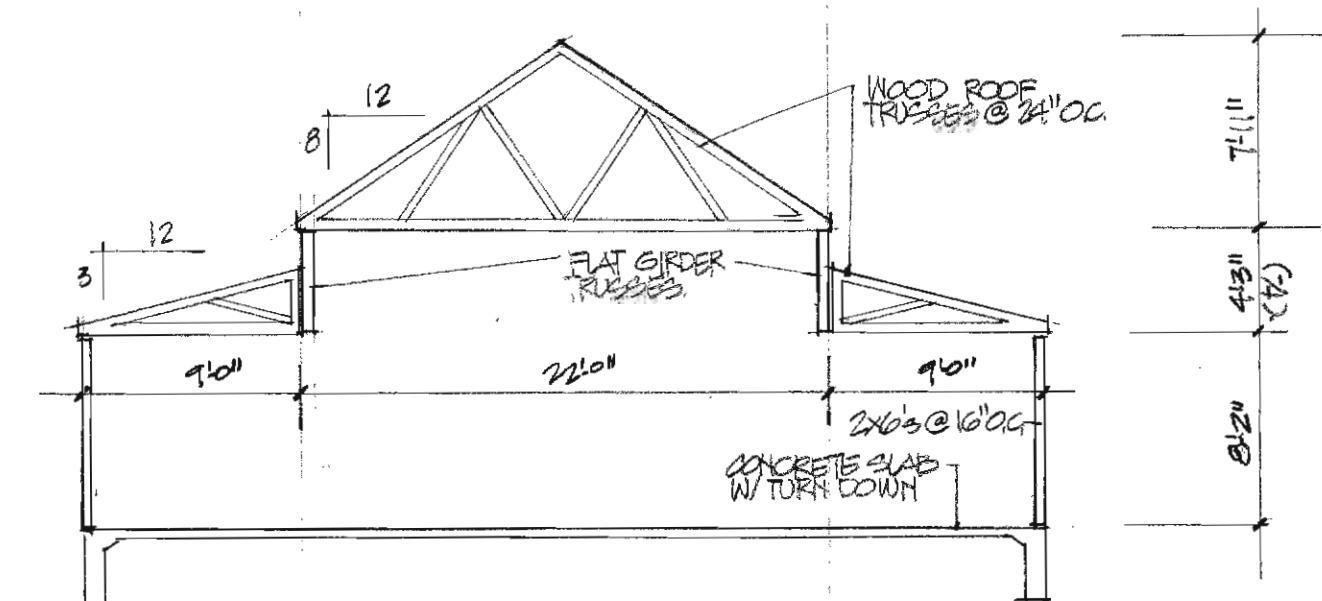 12
8
WOOD ROOF
TRUSSES @ 24" O.C.
7'-11"
12
3
FLAT GIRDER
TRUSSES
4'-3"
(+/-)
9'-0"
22'-0"
9'-0"
2x6's @ 16" O.C.
8'-2"
CONCRETE SLAB
W/ TURN DOWN